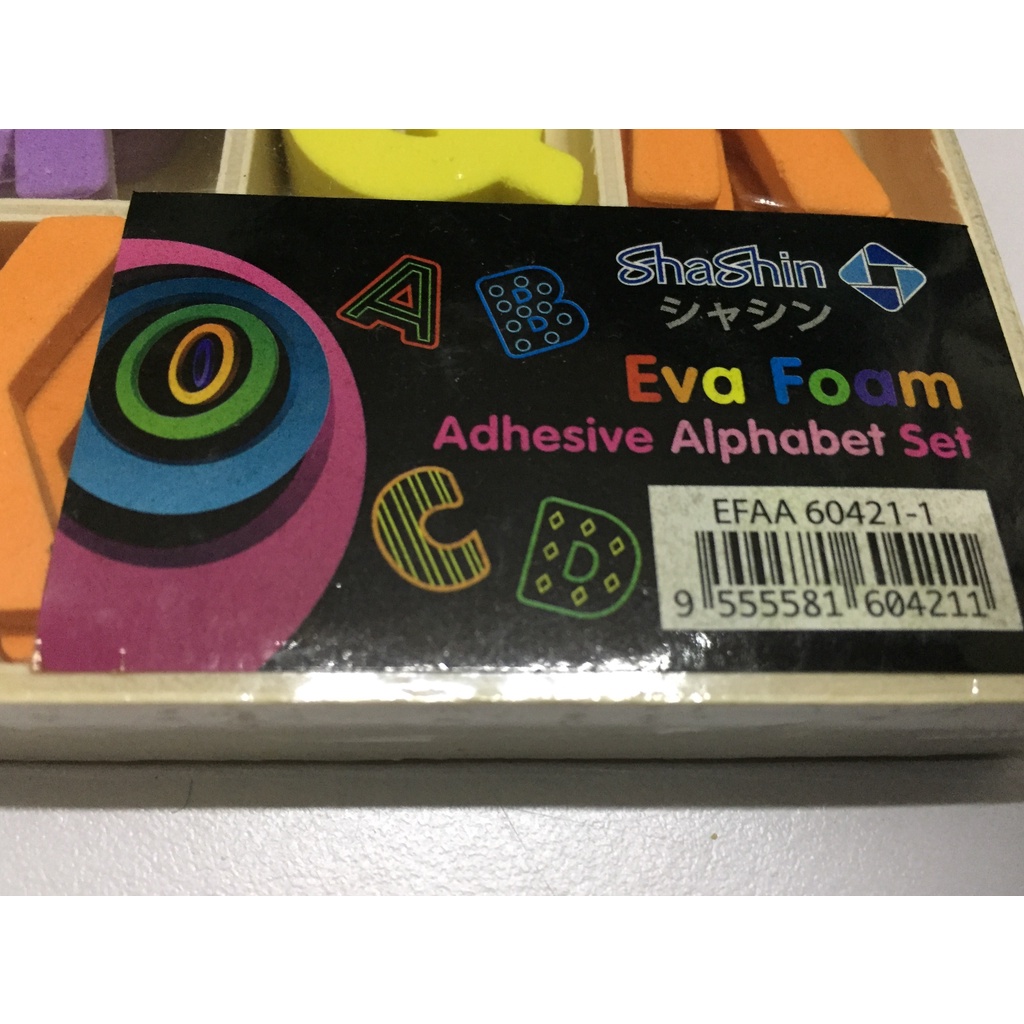 A B
ShaShin
シャシン
Eva Foam
Adhesive Alphabet Set
C D
EFAA 60421-1
9 555581 604211